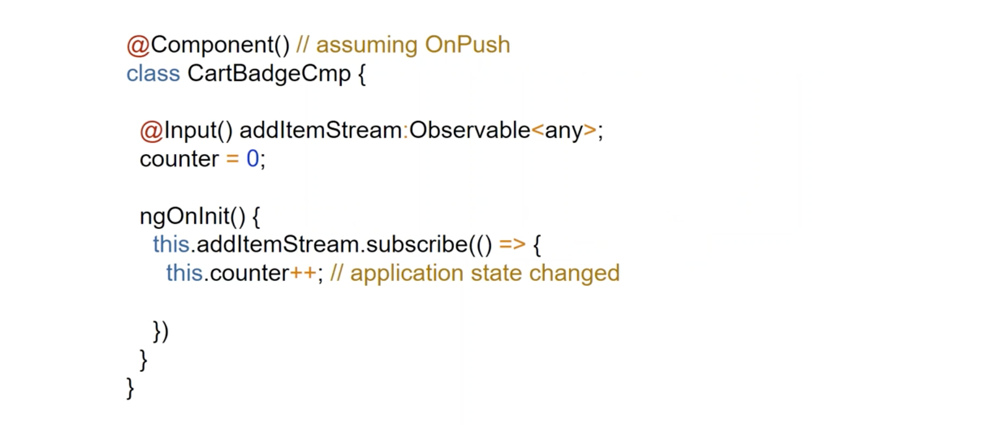 @Component() // assuming OnPush
class CartBadgeCmp {
@Input() addItemStream:Observable<any>;
counter = 0;
ngOnInit() {
this.addItemStream.subscribe(() => {
this.counter++; // application state changed
})
}
}